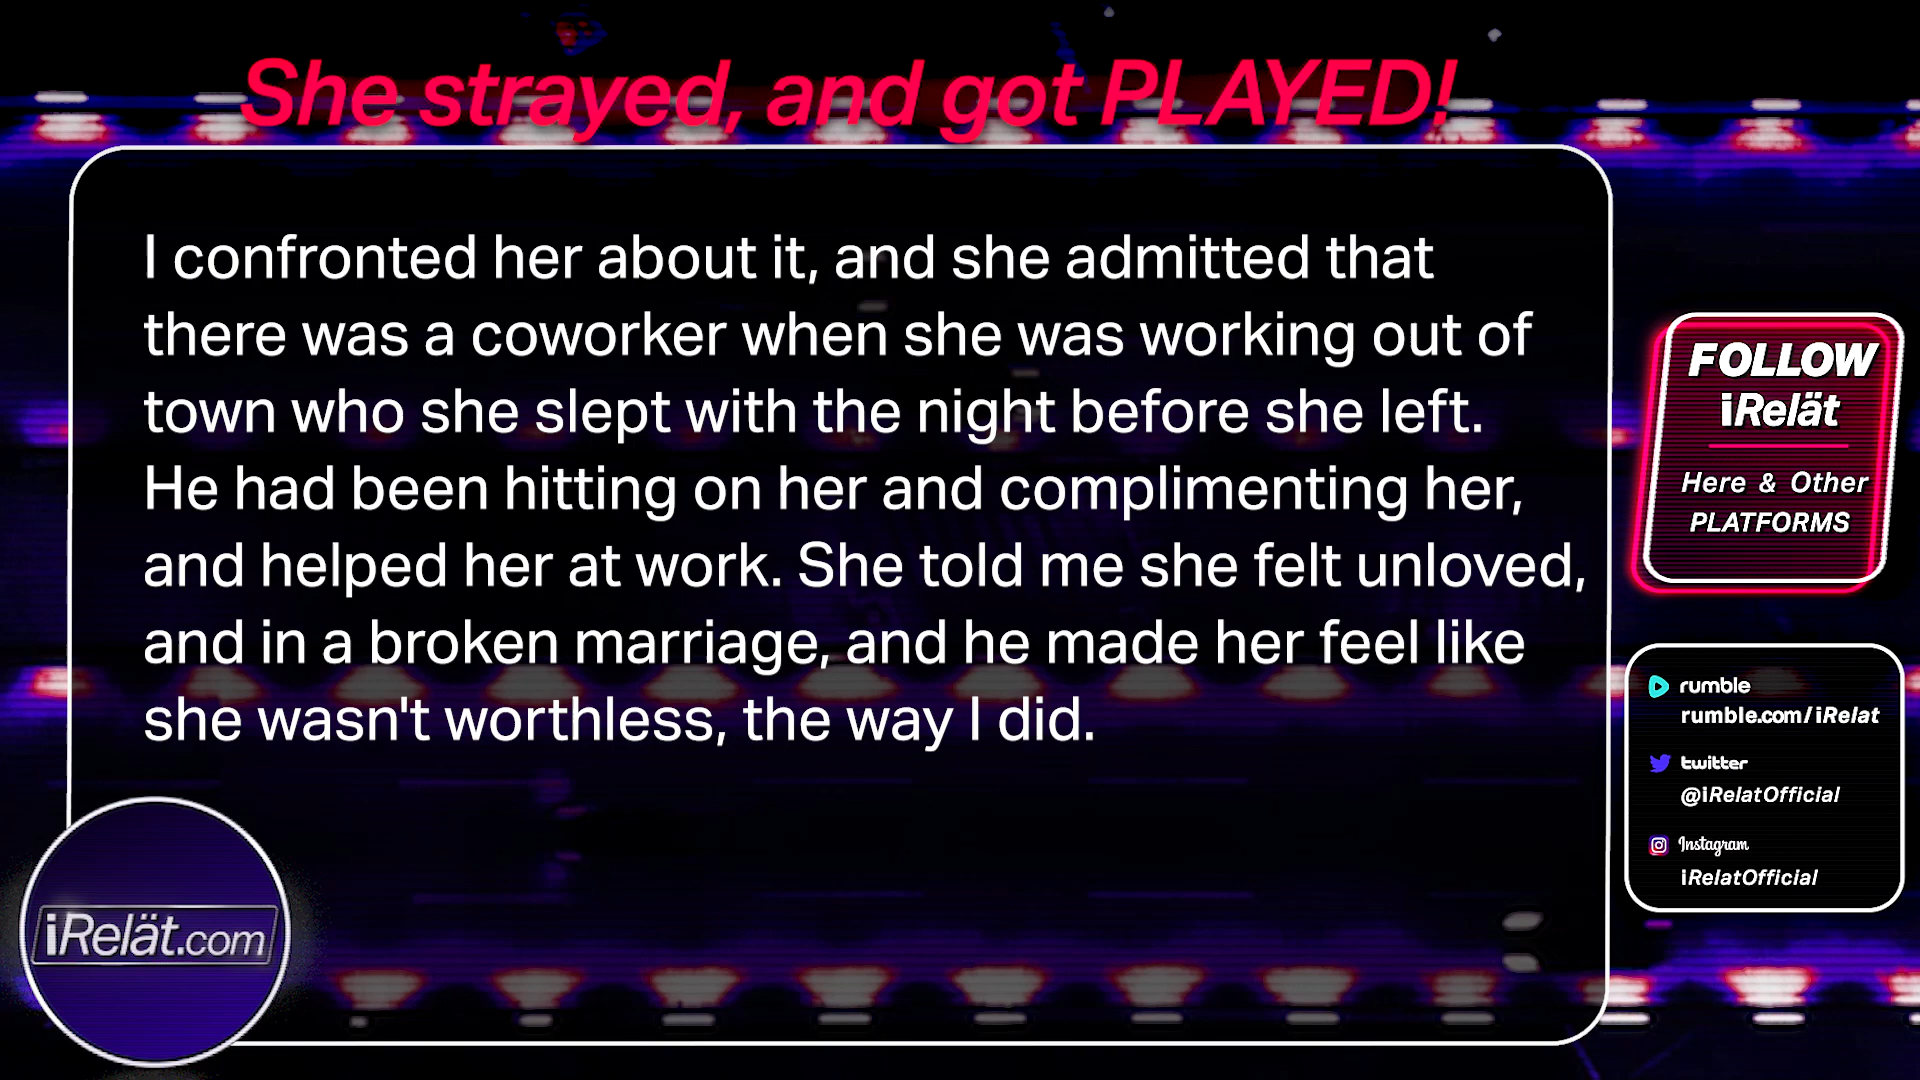 She strayed, and got PLAYED!
I confronted her about it, and she admitted that
there was a coworker when she was working out of
town who she slept with the night before she left.
He had been hitting on her and complimenting her,
and helped her at work. She told me she felt unloved,
and in a broken marriage, and he made her feel like
she wasn't worthless, the way I did.
FOLLOW
iRelät
Here & Other
PLATFORMS
rumble
rumble.com/iRelat
twitter
@iRelatOfficial
Instagram
iRelatOfficial
iRelät.com